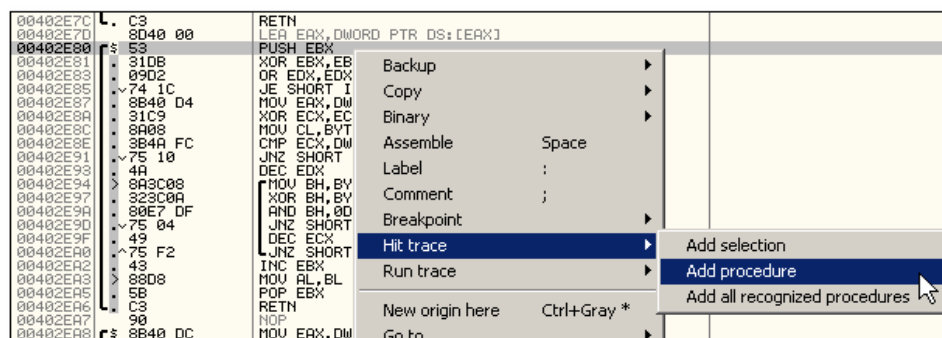 00402E7C C3 RETN
00402E7D 8D40 00 LEA EAX,DWORD PTR DS:[EAX]
00402E80 $ 53 PUSH EBX
00402E81 . 31DB XOR EBX,EB
00402E83 . 09D2 OR EDX,EDX
00402E85 .v74 1C JE SHORT I
00402E87 . 8B40 D4 MOV EAX,DW
00402E8A . 31C9 XOR ECX,EC
00402E8C . 8A08 MOV CL,BYT
00402E8E . 3B4A FC CMP ECX,DW
00402E91 .v75 10 JNZ SHORT
00402E93 . 4A DEC EDX
00402E94 > 8A3C08 MOV BH,BY
00402E97 . 323C0A XOR BH,BY
00402E9A . 80E7 DF AND BH,0D
00402E9D .v75 04 JNZ SHORT
00402E9F . 49 DEC ECX
00402EA0 .^75 F2 JNZ SHORT
00402EA2 . 43 INC EBX
00402EA3 > 88D8 MOV AL,BL
00402EA5 . 5B POP EBX
00402EA6 . C3 RETN
00402EA7 90 NOP
00402EA8 $ 8B40 DC MOV EAX,DW
Backup
Copy
Binary
Assemble Space
Label :
Comment ;
Breakpoint
Hit trace
Run trace
New origin here Ctrl+Gray *
Go to
Add selection
Add procedure
Add all recognized procedures